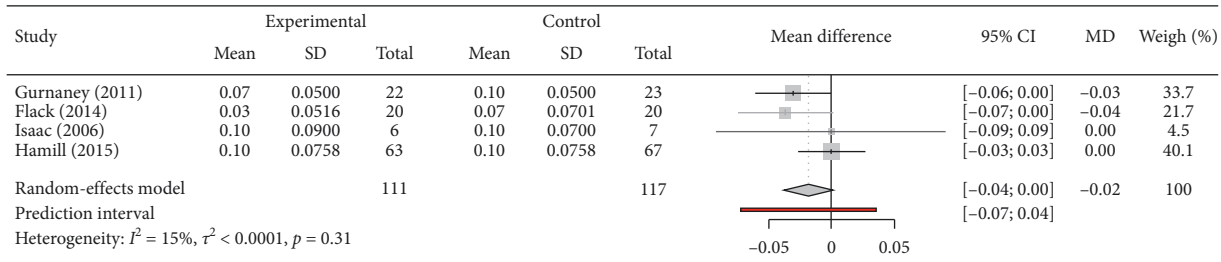 Study Experimental Control Mean difference 95% CI MD Weigh (%)
Mean SD Total Mean SD Total
Gurnaney (2011) 0.07 0.0500 22 0.10 0.0500 23 [–0.06; 0.00] –0.03 33.7
Flack (2014) 0.03 0.0516 20 0.07 0.0701 20 [–0.07; 0.00] –0.04 21.7
Isaac (2006) 0.10 0.0900 6 0.10 0.0700 7 [–0.09; 0.09] 0.00 4.5
Hamill (2015) 0.10 0.0758 63 0.10 0.0758 67 [–0.03; 0.03] 0.00 40.1
Random-effects model 111 117 [–0.04; 0.00] –0.02 100
Prediction interval [–0.07; 0.04]
Heterogeneity: I² = 15%, τ² < 0.0001, p = 0.31
–0.05 0 0.05